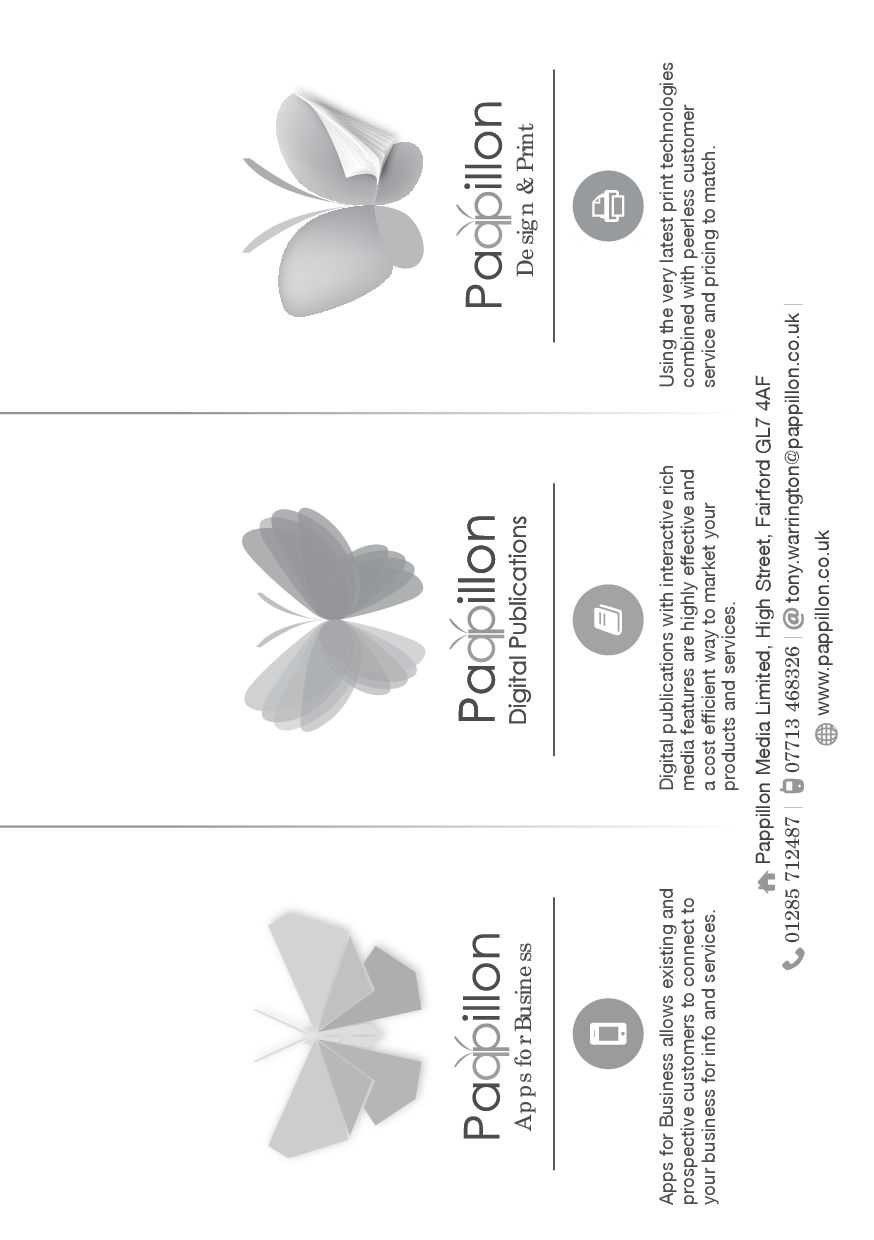 Pappillon
Apps for Business
Apps for Business allows existing and
prospective customers to connect to
your business for info and services.
Pappillon
Digital Publications
Digital publications with interactive rich
media features are highly effective and
a cost efficient way to market your
products and services.
Pappillon
Design & Print
Using the very latest print technologies
combined with peerless customer
service and pricing to match.
Pappillon Media Limited, High Street, Fairford GL7 4AF
01285 712487 | 07713 468326 | @ tony.warrington@pappillon.co.uk |
www.pappillon.co.uk